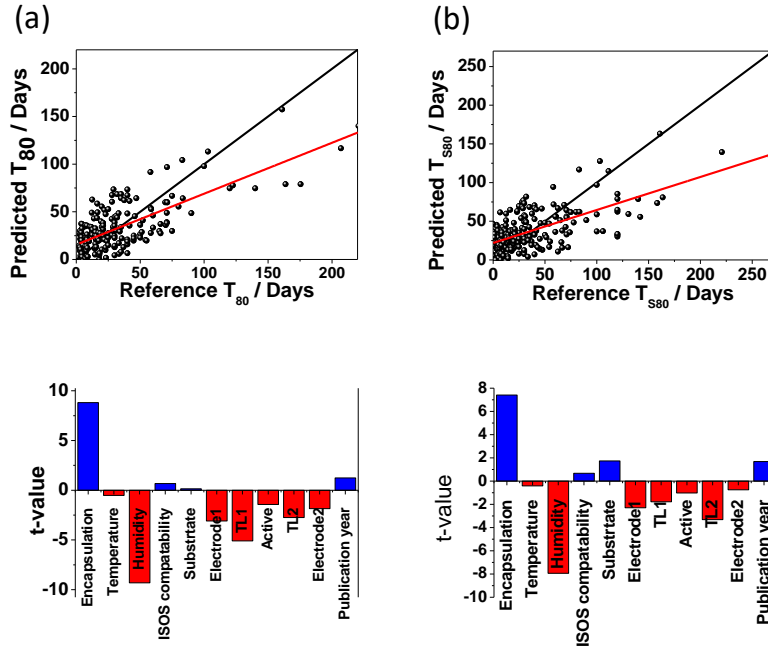 (a)
(b)
Predicted T80 / Days
200
150
100
50
0
0 50 100 150 200
Reference T80 / Days
Predicted TS80 / Days
250
200
150
100
50
0
0 50 100 150 200 250
Reference TS80 / Days
t-value
10
5
0
-5
-10
Encapsulation
Temperature
Humidity
ISOS compatability
Substrtate
Electrode1
TL1
Active
TL2
Electrode2
Publication year
t-value
8
6
4
2
0
-2
-4
-6
-8
-10
Encapsulation
Temperature
Humidity
ISOS compatability
Substrtate
Electrode1
TL1
Active
TL2
Electrode2
Publication year